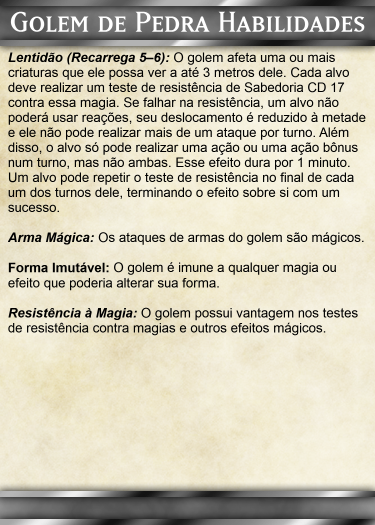 Golem de Pedra Habilidades
Lentidão (Recarrega 5–6): O golem afeta uma ou mais
criaturas que ele possa ver a até 3 metros dele. Cada alvo
deve realizar um teste de resistência de Sabedoria CD 17
contra essa magia. Se falhar na resistência, um alvo não
poderá usar reações, seu deslocamento é reduzido à metade
e ele não pode realizar mais de um ataque por turno. Além
disso, o alvo só pode realizar uma ação ou uma ação bônus
num turno, mas não ambas. Esse efeito dura por 1 minuto.
Um alvo pode repetir o teste de resistência no final de cada
um dos turnos dele, terminando o efeito sobre si com um
sucesso.
Arma Mágica: Os ataques de armas do golem são mágicos.
Forma Imutável: O golem é imune a qualquer magia ou
efeito que poderia alterar sua forma.
Resistência à Magia: O golem possui vantagem nos testes
de resistência contra magias e outros efeitos mágicos.